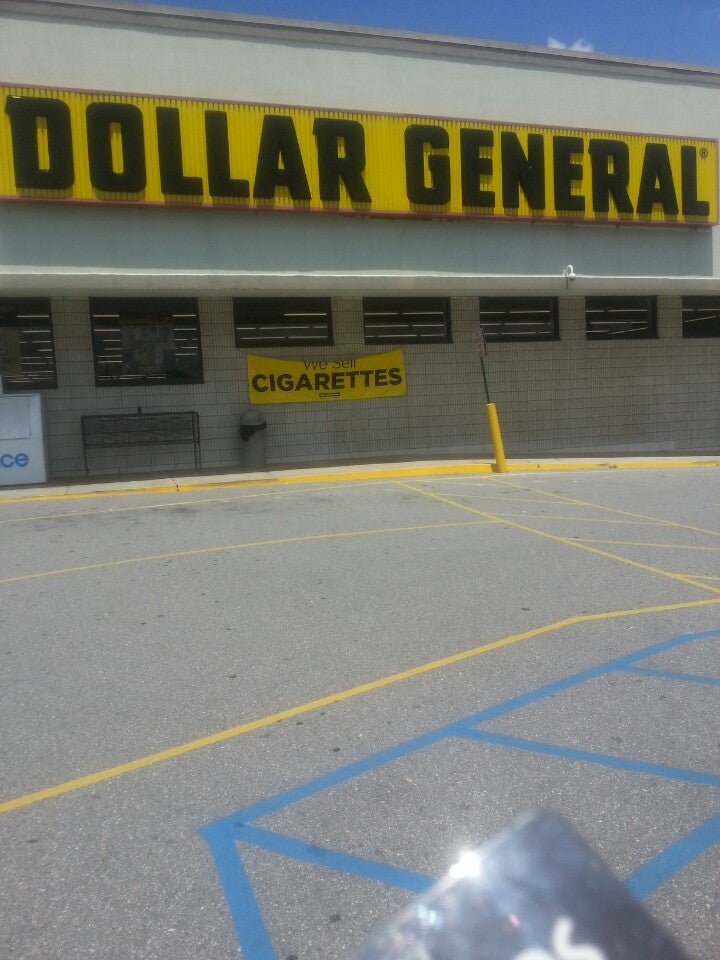 DOLLAR GENERAL®
We Sell
CIGARETTES
ce